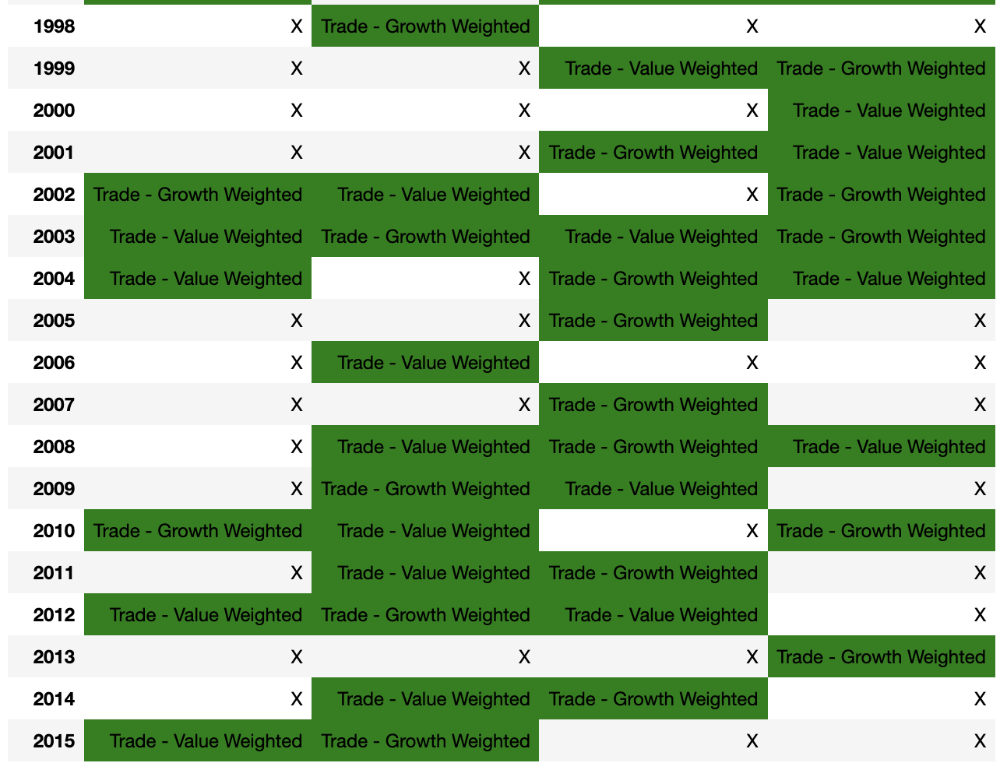 1998 X Trade - Growth Weighted X X
1999 X X Trade - Value Weighted Trade - Growth Weighted
2000 X X X Trade - Value Weighted
2001 X X Trade - Growth Weighted Trade - Value Weighted
2002 Trade - Growth Weighted Trade - Value Weighted X Trade - Growth Weighted
2003 Trade - Value Weighted Trade - Growth Weighted Trade - Value Weighted Trade - Growth Weighted
2004 Trade - Value Weighted X Trade - Growth Weighted Trade - Value Weighted
2005 X X Trade - Growth Weighted X
2006 X Trade - Value Weighted X X
2007 X X Trade - Growth Weighted X
2008 X Trade - Value Weighted Trade - Growth Weighted Trade - Value Weighted
2009 X Trade - Growth Weighted Trade - Value Weighted X
2010 Trade - Growth Weighted Trade - Value Weighted X Trade - Growth Weighted
2011 X Trade - Value Weighted Trade - Growth Weighted X
2012 Trade - Value Weighted Trade - Growth Weighted Trade - Value Weighted X
2013 X X X Trade - Growth Weighted
2014 X Trade - Value Weighted Trade - Growth Weighted X
2015 Trade - Value Weighted Trade - Growth Weighted X X